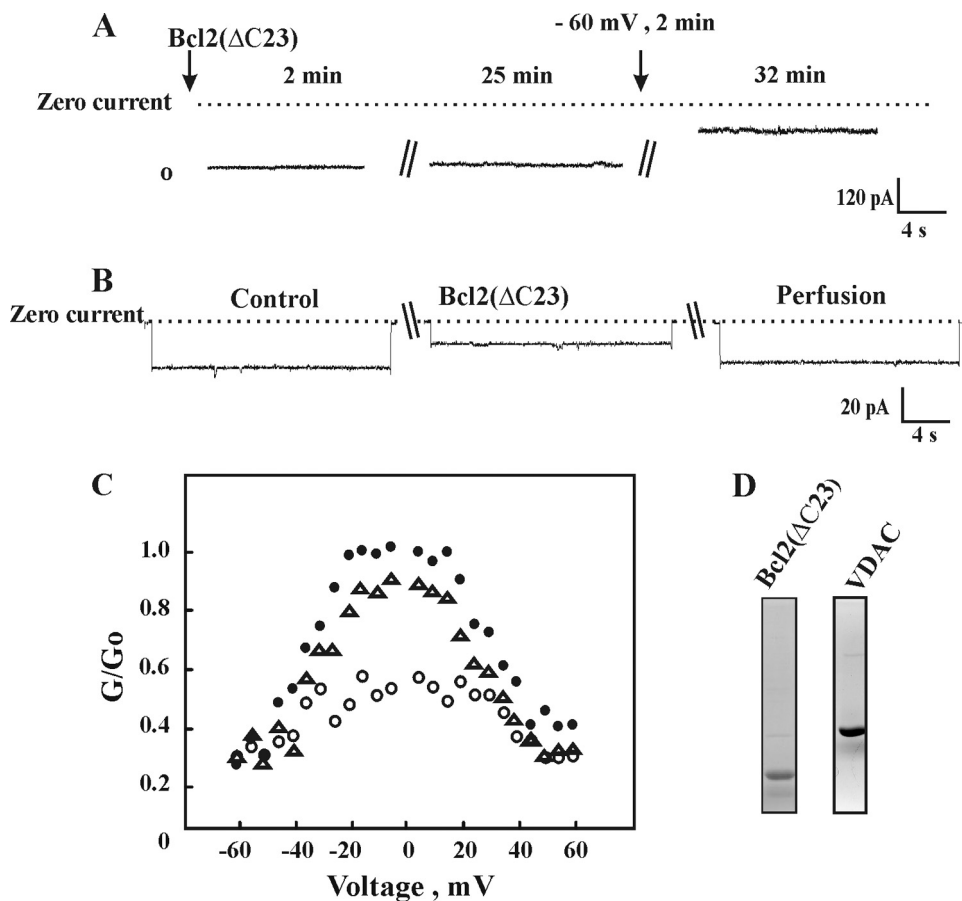 A
Bcl2(ΔC23)
- 60 mV , 2 min
2 min
25 min
32 min
Zero current
o
120 pA
4 s
B
Control
Bcl2(ΔC23)
Perfusion
Zero current
20 pA
4 s
C
D
Bcl2(ΔC23)
VDAC
1.0
0.8
0.6
0.4
0.2
0
G/Go
-60
-40
-20
0
20
40
60
Voltage , mV